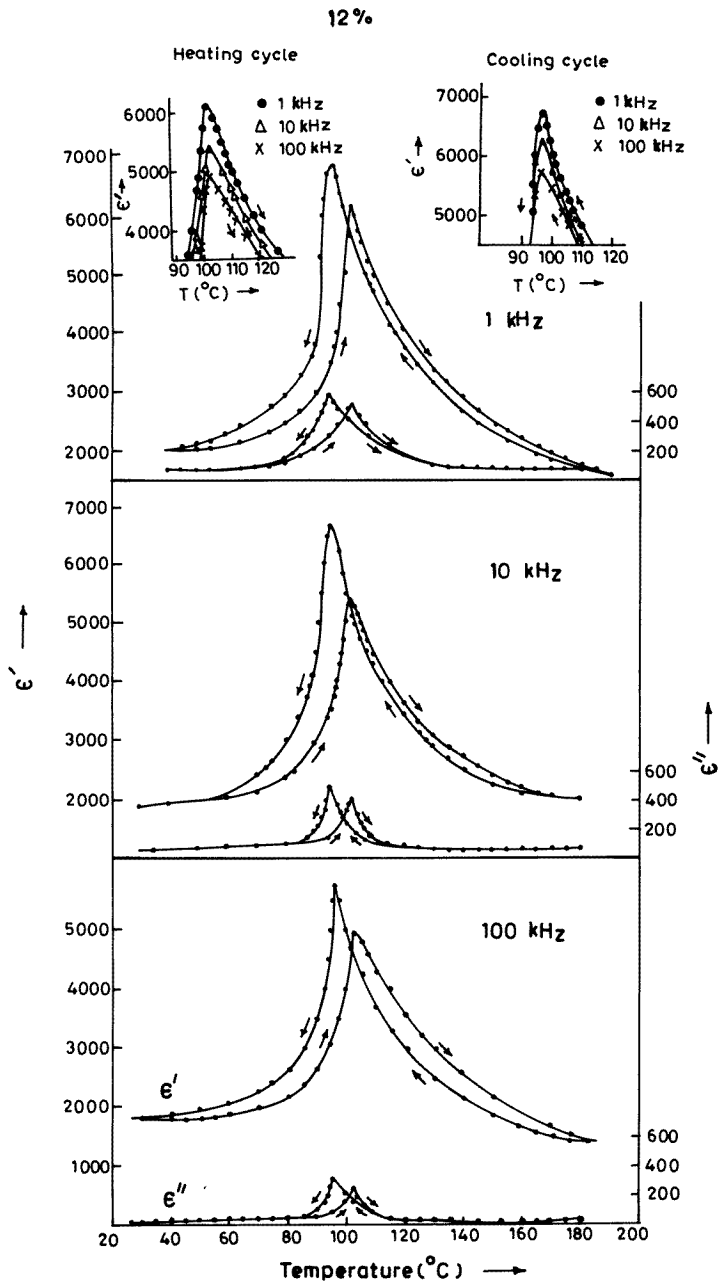 12%
Heating cycle
Cooling cycle
1 kHz
10 kHz
100 kHz
6000
5000
4000
ϵ'
90 100 110 120
T (°C)
1 kHz
10 kHz
100 kHz
7000
6000
5000
ϵ'
90 100 110 120
T (°C)
1 kHz
7000
6000
5000
4000
3000
2000
600
400
200
10 kHz
7000
6000
5000
4000
3000
2000
600
400
200
ϵ'
ϵ''
100 kHz
5000
4000
3000
2000
1000
600
400
200
ϵ'
ϵ''
20 40 60 80 100 120 140 160 180 200
Temperature (°C)